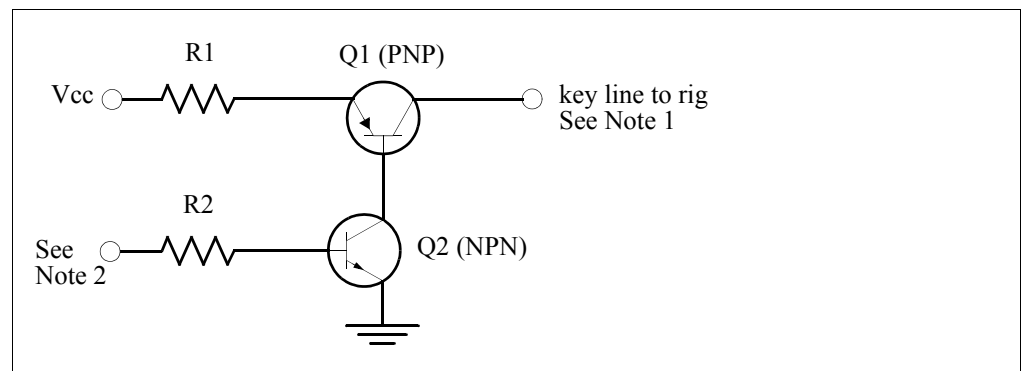 R1
Q1 (PNP)
Vcc
key line to rig
See Note 1
R2
See
Note 2
Q2 (NPN)